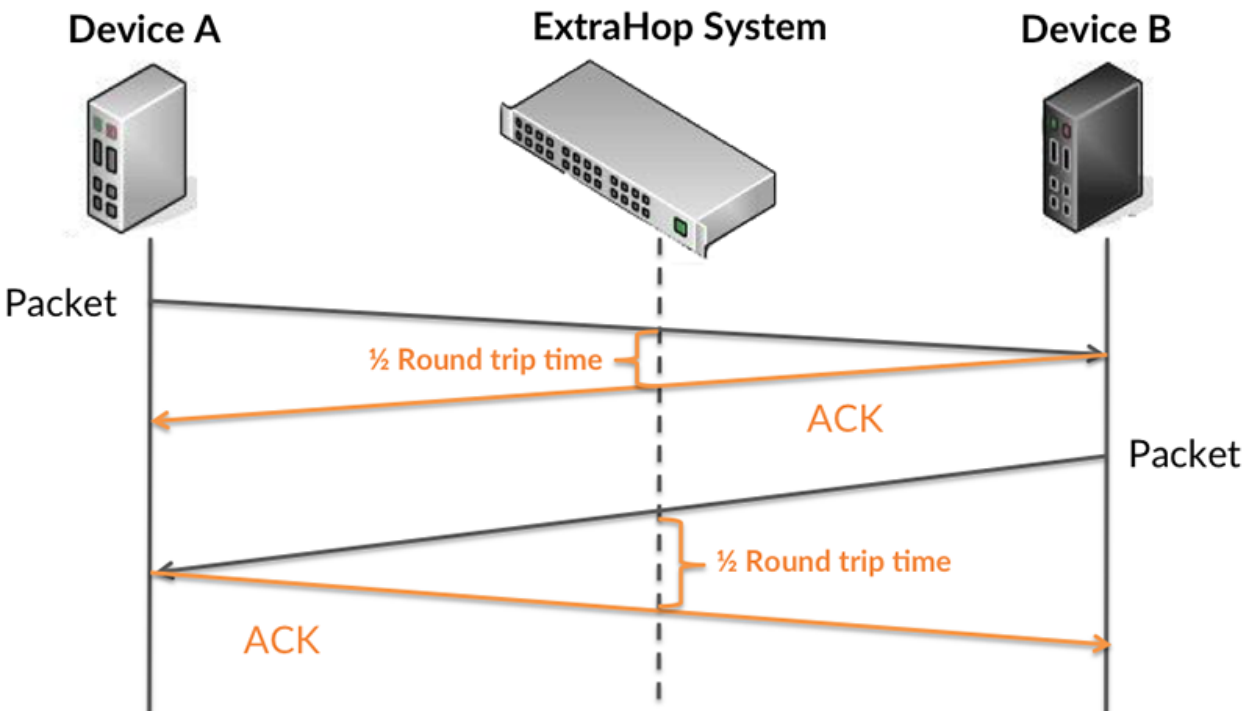 Device A
ExtraHop System
Device B
Packet
½ Round trip time
ACK
Packet
½ Round trip time
ACK